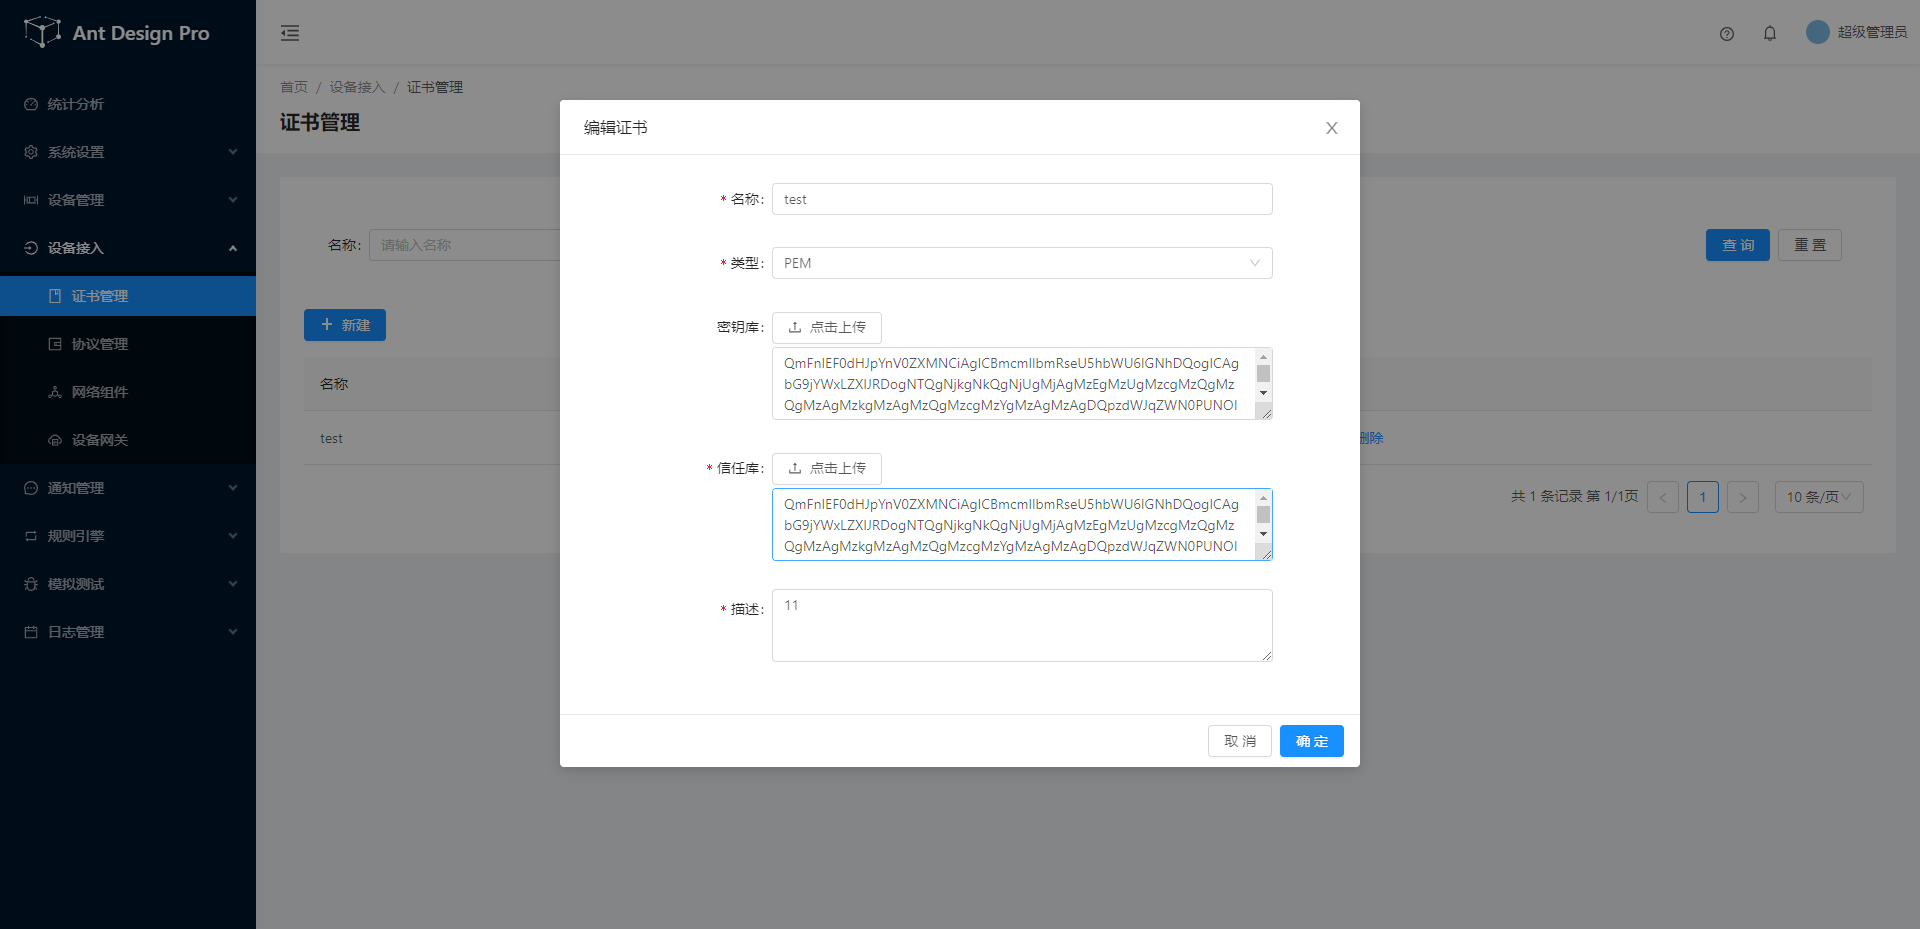 Ant Design Pro
超级管理员
统计分析
系统设置
设备管理
设备接入
证书管理
协议管理
网络组件
设备网关
通知管理
规则引擎
模拟测试
日志管理
首页 / 设备接入 / 证书管理
证书管理
名称: 请输入名称
查 询 重 置
+ 新建
名称
test
删除
共 1 条记录 第 1/1页 < 1 > 10 条/页
编辑证书
X
* 名称: test
* 类型: PEM
密钥库: 点击上传
QmFnIEF0dHJpYnV0ZXMNCiAgICBmcmllbmRseU5hbWU6IGNhDQogICAg
bG9jYWxLZXlJRDogNTQgNjkgNkQgNjUgMjAgMzEgMzUgMzcgMzQgMz
QgMzAgMzkgMzAgMzQgMzcgMzYgMzAgMzAgDQpzdWJqZWN0PUNOI
* 信任库: 点击上传
QmFnIEF0dHJpYnV0ZXMNCiAgICBmcmllbmRseU5hbWU6IGNhDQogICAg
bG9jYWxLZXlJRDogNTQgNjkgNkQgNjUgMjAgMzEgMzUgMzcgMzQgMz
QgMzAgMzkgMzAgMzQgMzcgMzYgMzAgMzAgDQpzdWJqZWN0PUNOI
* 描述: 11
取 消 确 定